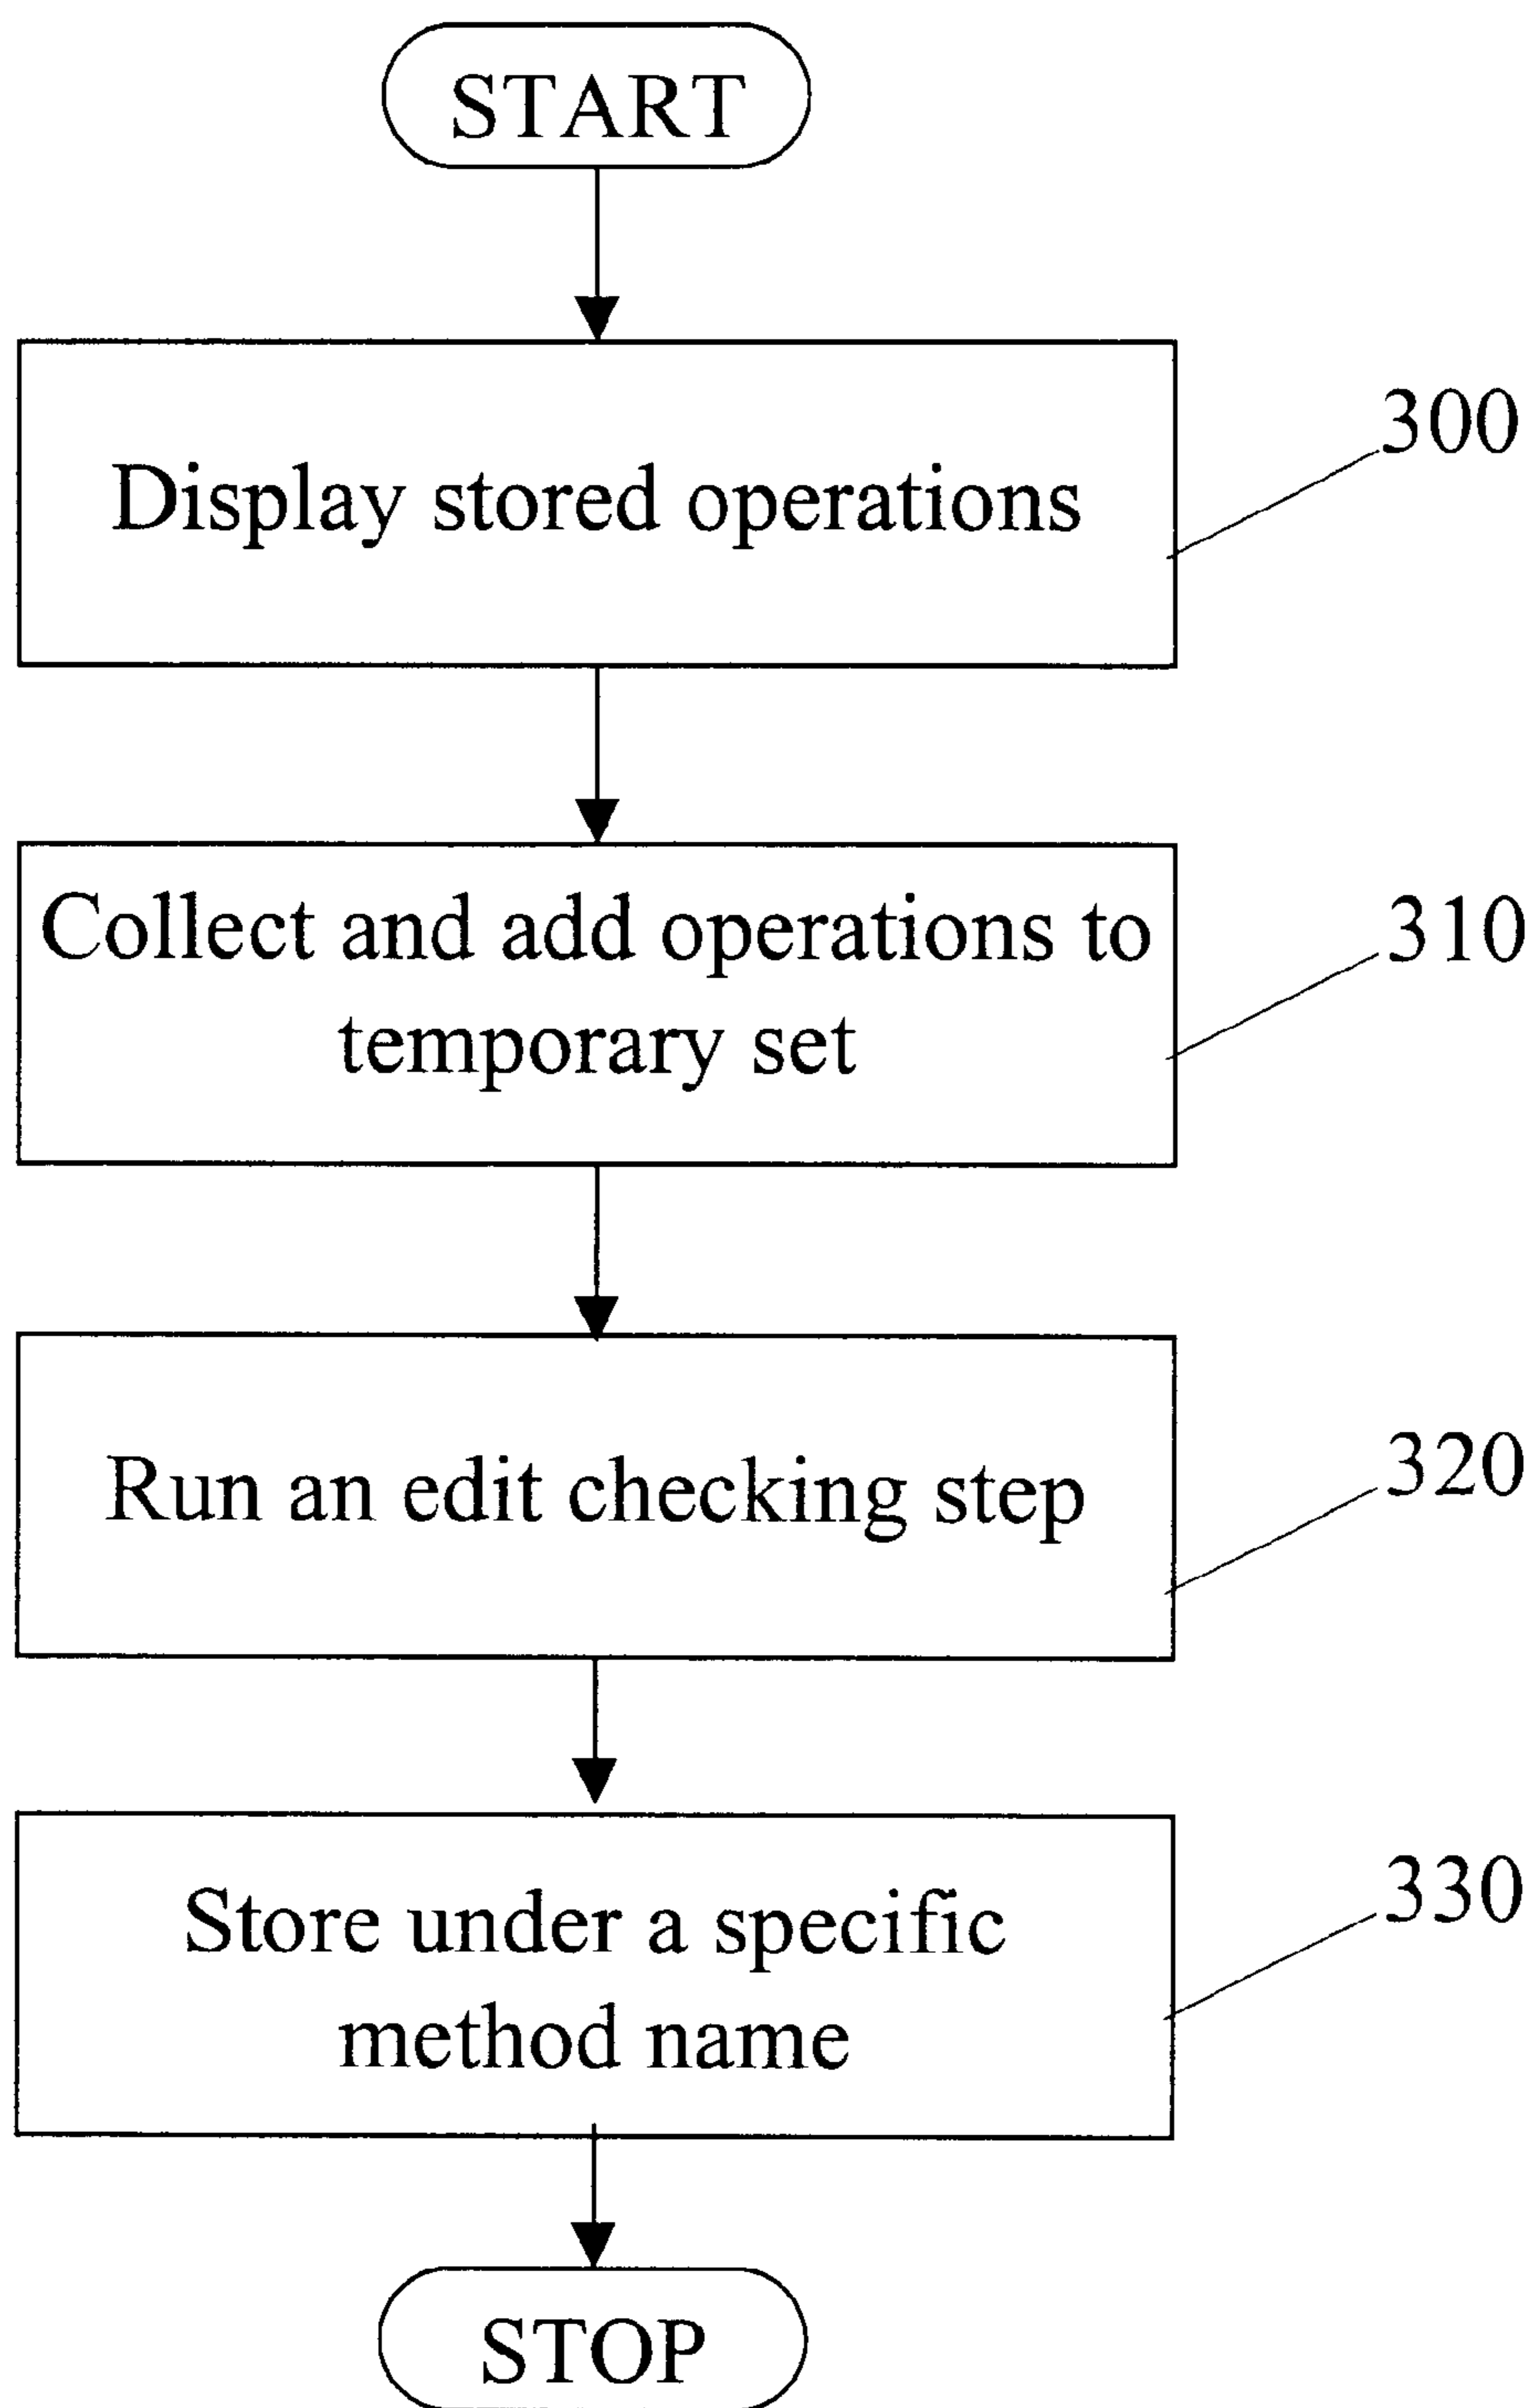 START
Display stored operations
300
Collect and add operations to
temporary set
310
Run an edit checking step
320
Store under a specific
method name
330
STOP